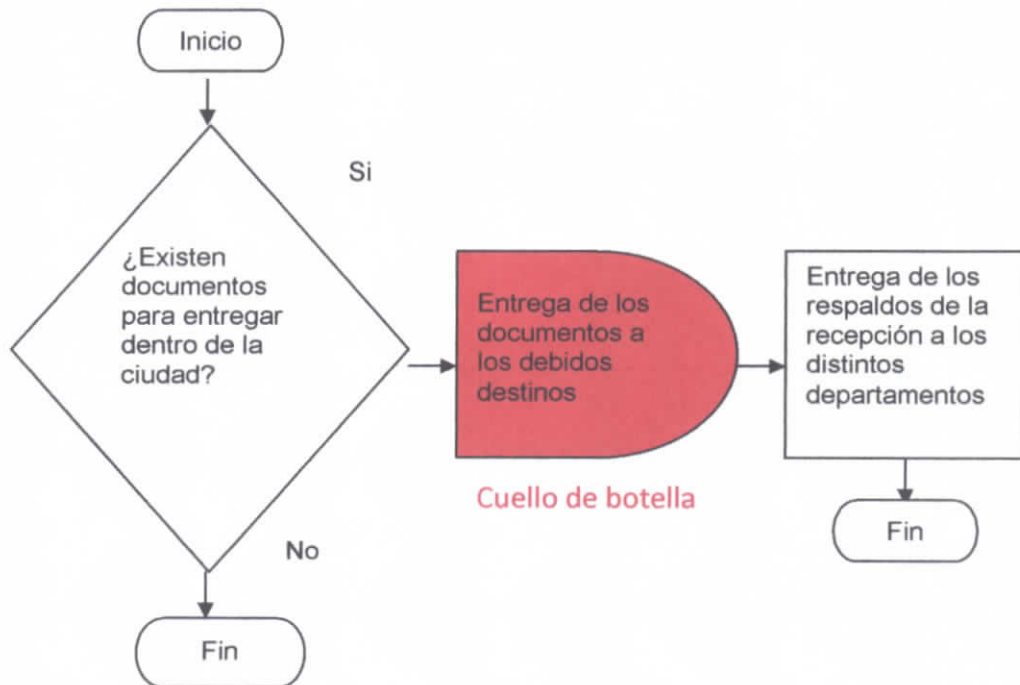 Inicio
Si
¿Existen
documentos
para entregar
dentro de la
ciudad?
Entrega de los
documentos a
los debidos
destinos
Entrega de los
respaldos de la
recepción a los
distintos
departamentos
Cuello de botella
Fin
No
Fin